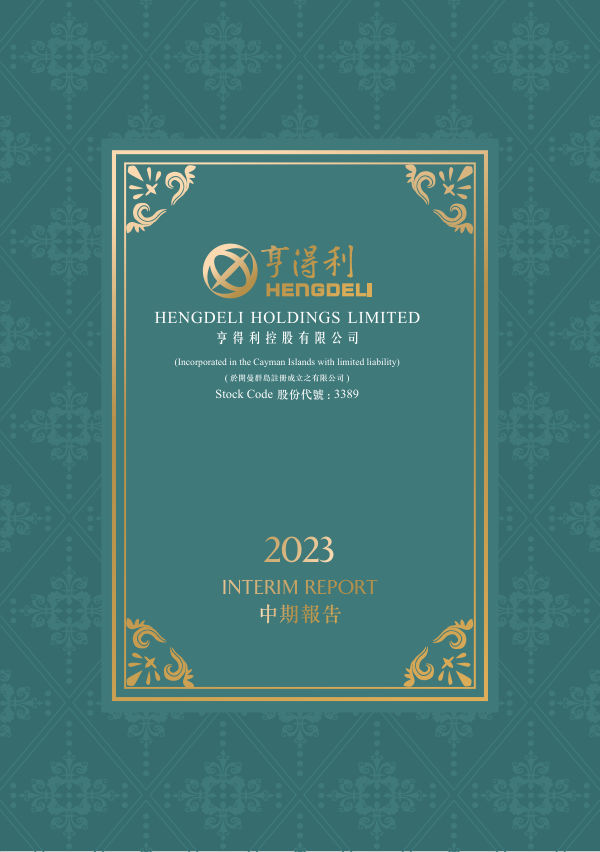 亨得利
HENGDELI
HENGDELI HOLDINGS LIMITED
亨得利控股有限公司
(Incorporated in the Cayman Islands with limited liability)
(於開曼群島註冊成立之有限公司)
Stock Code 股份代號 : 3389
2023
INTERIM REPORT
中期報告